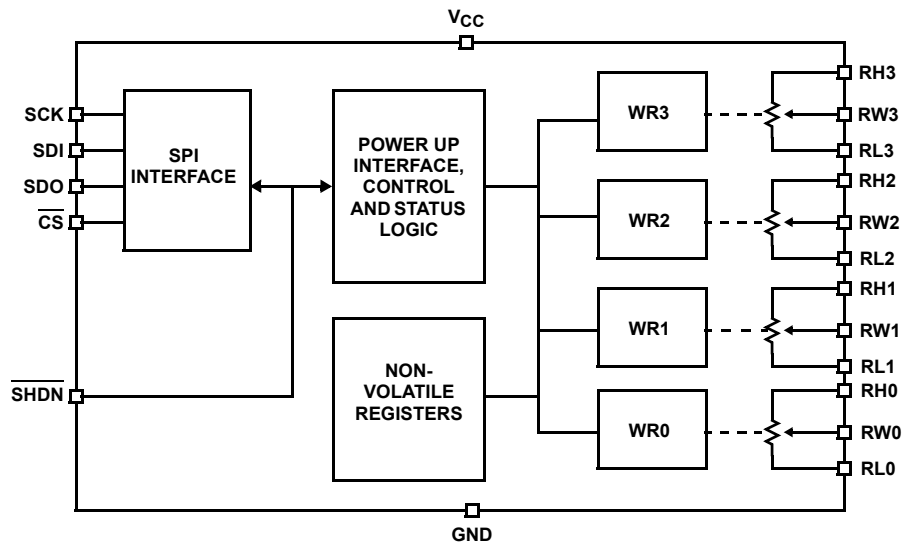 VCC
SCK
SDI
SDO
CS
SHDN
SPI
INTERFACE
POWER UP
INTERFACE,
CONTROL
AND STATUS
LOGIC
NON-
VOLATILE
REGISTERS
WR3
WR2
WR1
WR0
RH3
RW3
RL3
RH2
RW2
RL2
RH1
RW1
RL1
RH0
RW0
RL0
GND